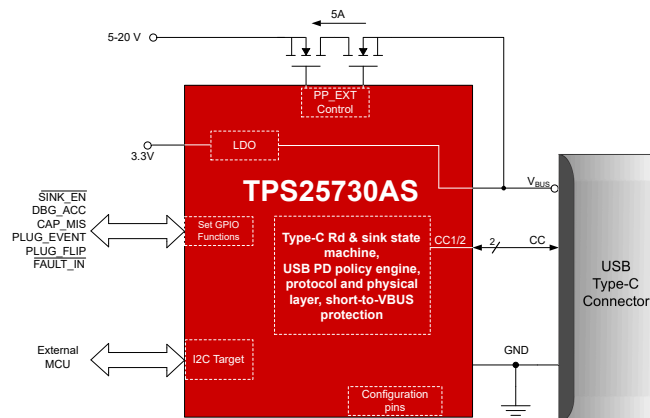 5A
5-20 V
PP_EXT
Control
LDO
3.3V
TPS25730AS
V_BUS
SINK_EN
DBG_ACC
CAP_MIS
PLUG_EVENT
PLUG_FLIP
FAULT_IN
Set GPIO
Functions
Type-C Rd & sink state
machine,
USB PD policy engine,
protocol and physical
layer, short-to-VBUS
protection
CC1/2
2
CC
USB
Type-C
Connector
External
MCU
I2C Target
GND
Configuration
pins